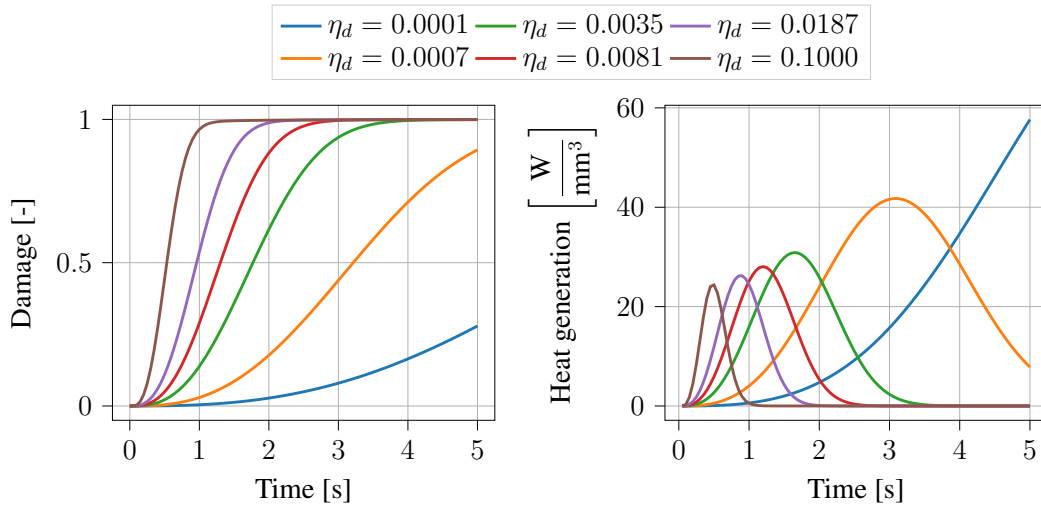 η_d = 0.0001 η_d = 0.0035 η_d = 0.0187
η_d = 0.0007 η_d = 0.0081 η_d = 0.1000
1
0.5
0
0 1 2 3 4 5
Time [s]
Damage [-]
60
40
20
0
0 1 2 3 4 5
Time [s]
Heat generation [W/mm³]